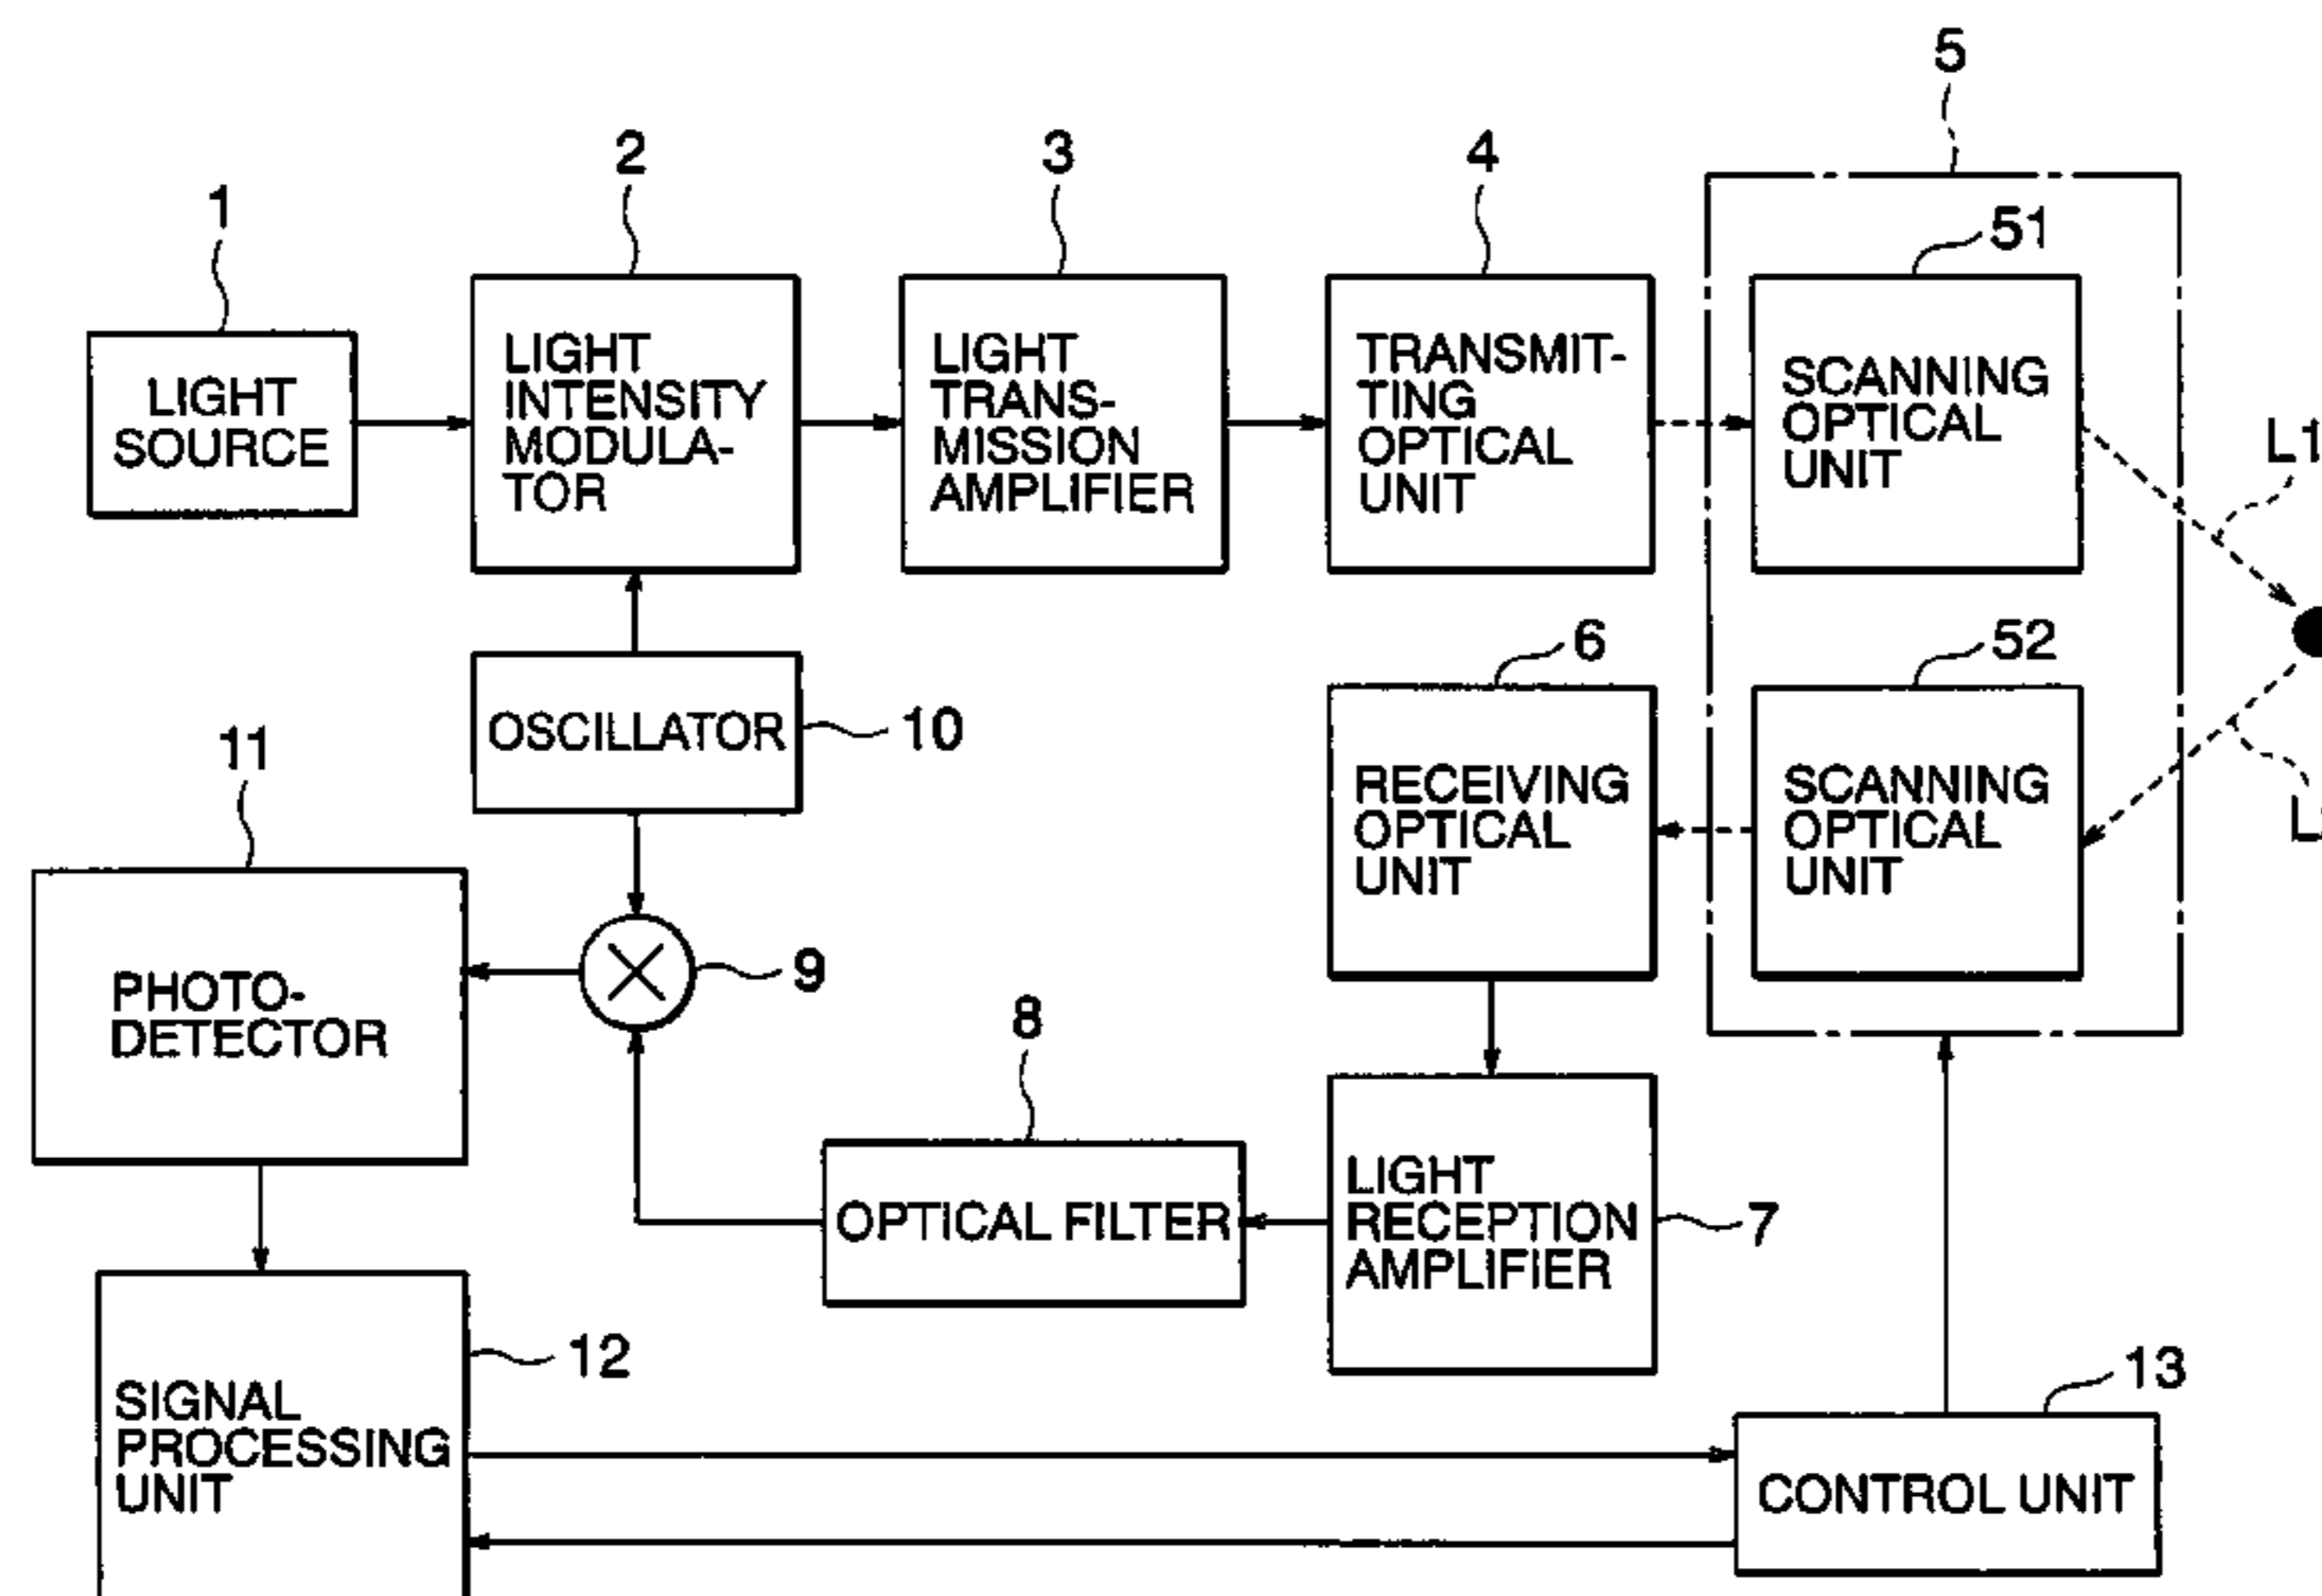 5
2
3
4
1
51
LIGHT
SOURCE
LIGHT
INTENSITY
MODULA-
TOR
LIGHT
TRANS-
MISSION
AMPLIFIER
TRANSMIT-
TING
OPTICAL
UNIT
SCANNING
OPTICAL
UNIT
L1
6
52
11
OSCILLATOR
10
RECEIVING
OPTICAL
UNIT
SCANNING
OPTICAL
UNIT
PHOTO-
DETECTOR
9
8
OPTICAL FILTER
LIGHT
RECEPTION
AMPLIFIER
7
12
13
SIGNAL
PROCESSING
UNIT
CONTROL UNIT